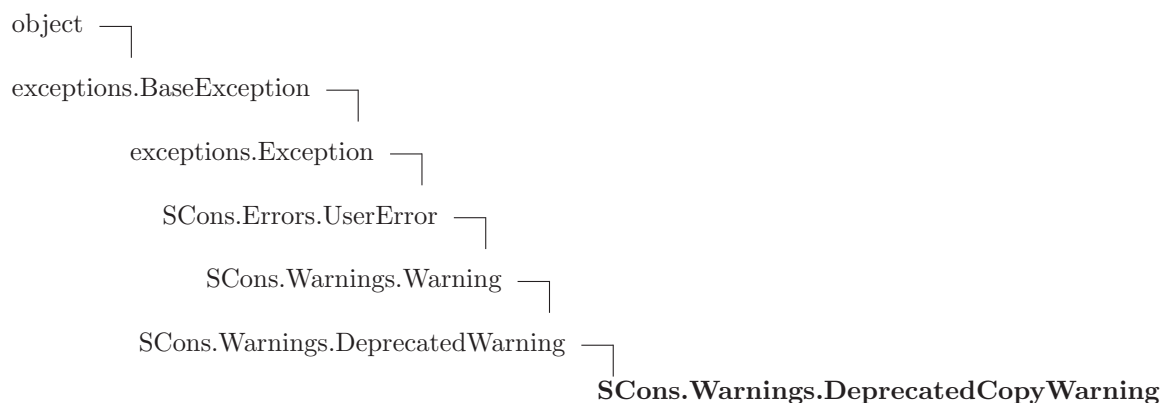 object
exceptions.BaseException
exceptions.Exception
SCons.Errors.UserError
SCons.Warnings.Warning
SCons.Warnings.DeprecatedWarning
SCons.Warnings.DeprecatedCopyWarning